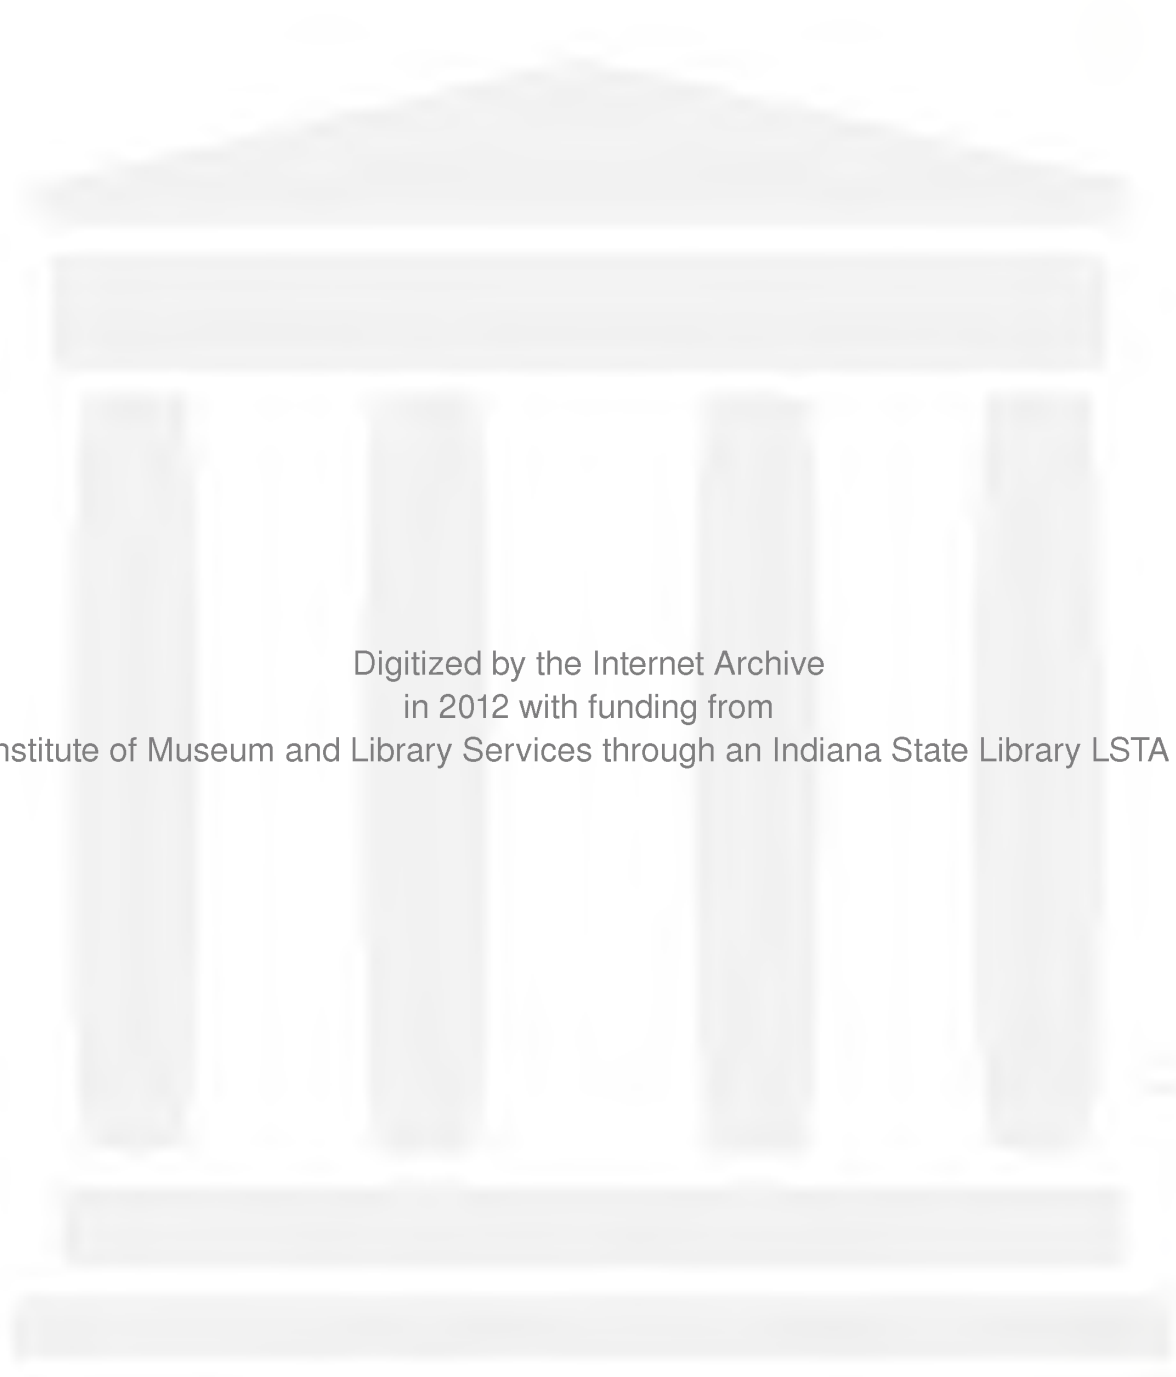 Digitized by the Internet Archive
in 2012 with funding from
nstitute of Museum and Library Services through an Indiana State Library LSTA